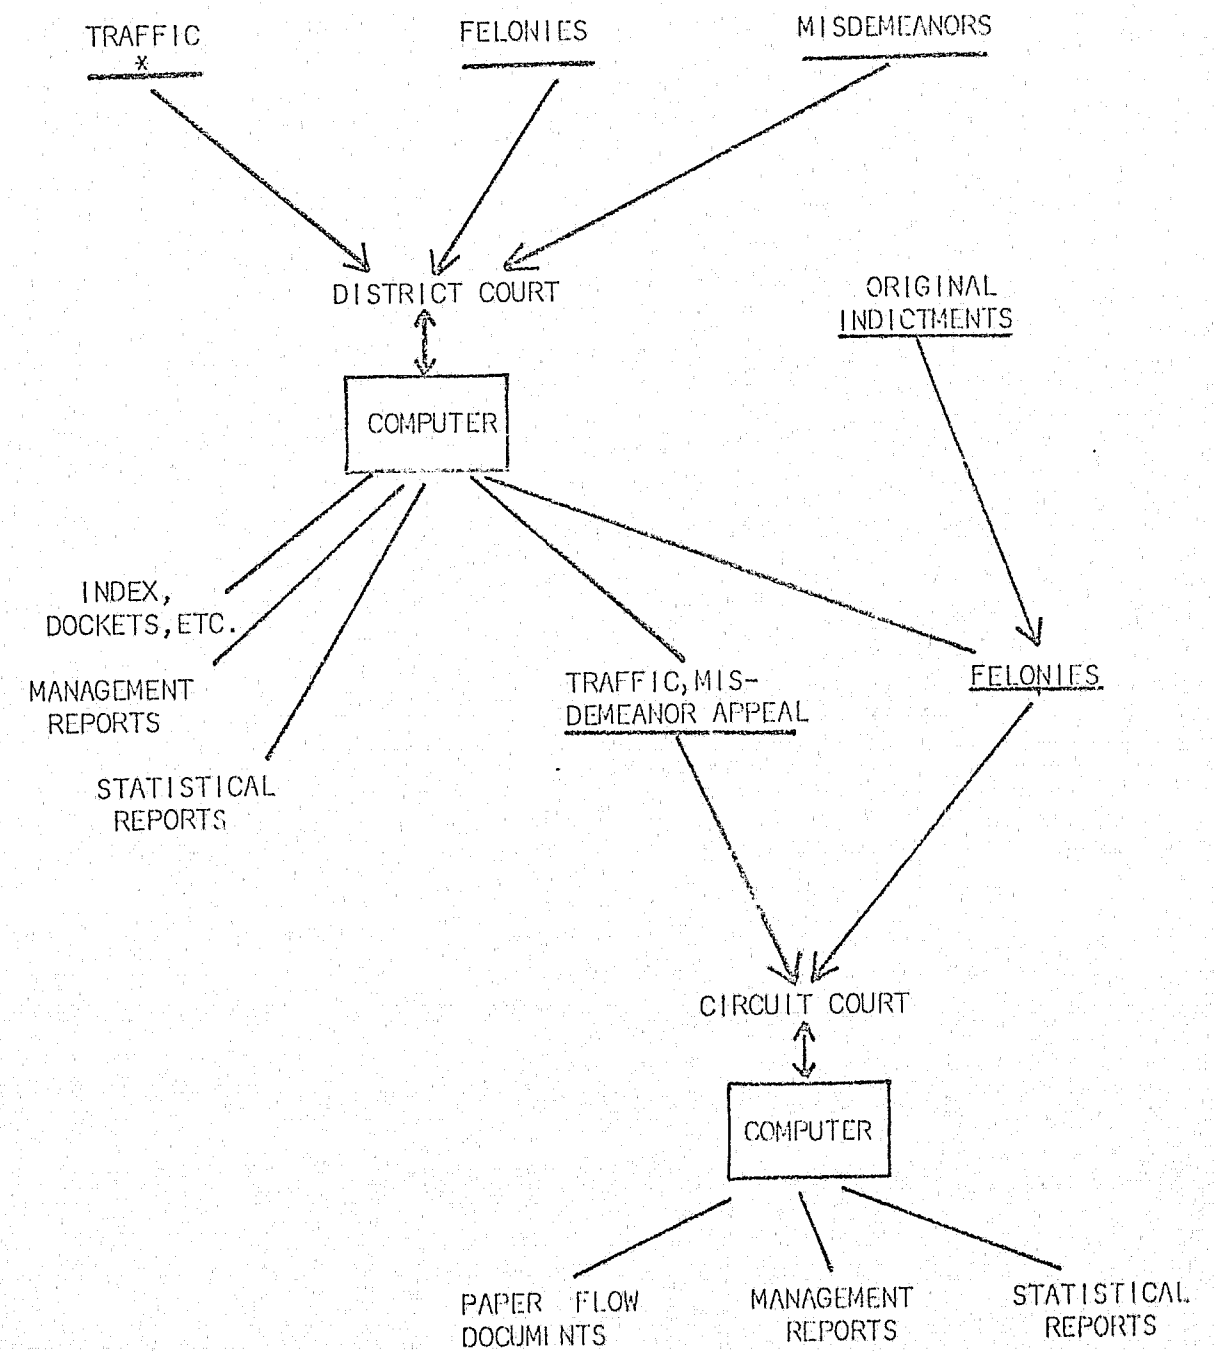 TRAFFIC
*
FELONIES
MISDEMEANORS
DISTRICT COURT
ORIGINAL
INDICTMENTS
COMPUTER
INDEX,
DOCKETS, ETC.
MANAGEMENT
REPORTS
STATISTICAL
REPORTS
TRAFFIC, MIS-
DEMEANOR APPEAL
FELONIES
CIRCUIT COURT
COMPUTER
PAPER FLOW
DOCUMENTS
MANAGEMENT
REPORTS
STATISTICAL
REPORTS